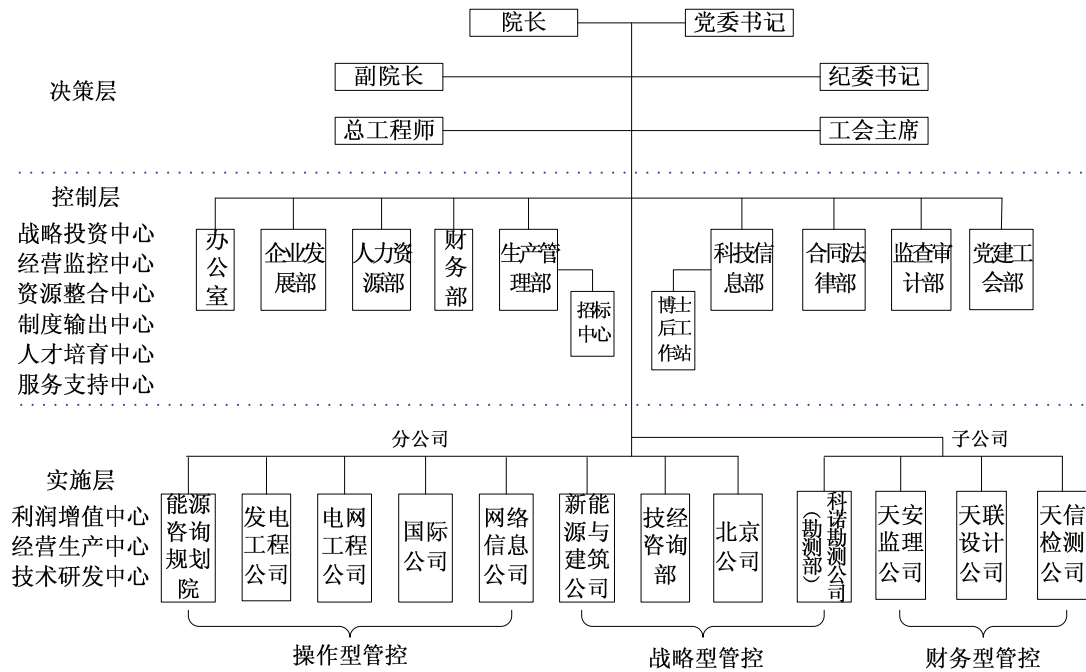 院长
党委书记
决策层
副院长
纪委书记
总工程师
工会主席
控制层
战略投资中心
经营监控中心
资源整合中心
制度输出中心
人才培育中心
服务支持中心
办
公
室
企业发
展部
人力资
源部
财
务
部
生产管
理部
招标
中心
科技信
息部
博士
后工
作站
合同法
律部
监查审
计部
党建工
会部
分公司
子公司
实施层
利润增值中心
经营生产中心
技术研发中心
能源
咨询
规划
院
发电
工程
公司
电网
工程
公司
国际
公司
网络
信息
公司
新能
源与
建筑
公司
技经
咨询
部
北京
公司
科诺勘测公司
（勘测部）
天安
监理
公司
天联
设计
公司
天信
检测
公司
操作型管控
战略型管控
财务型管控